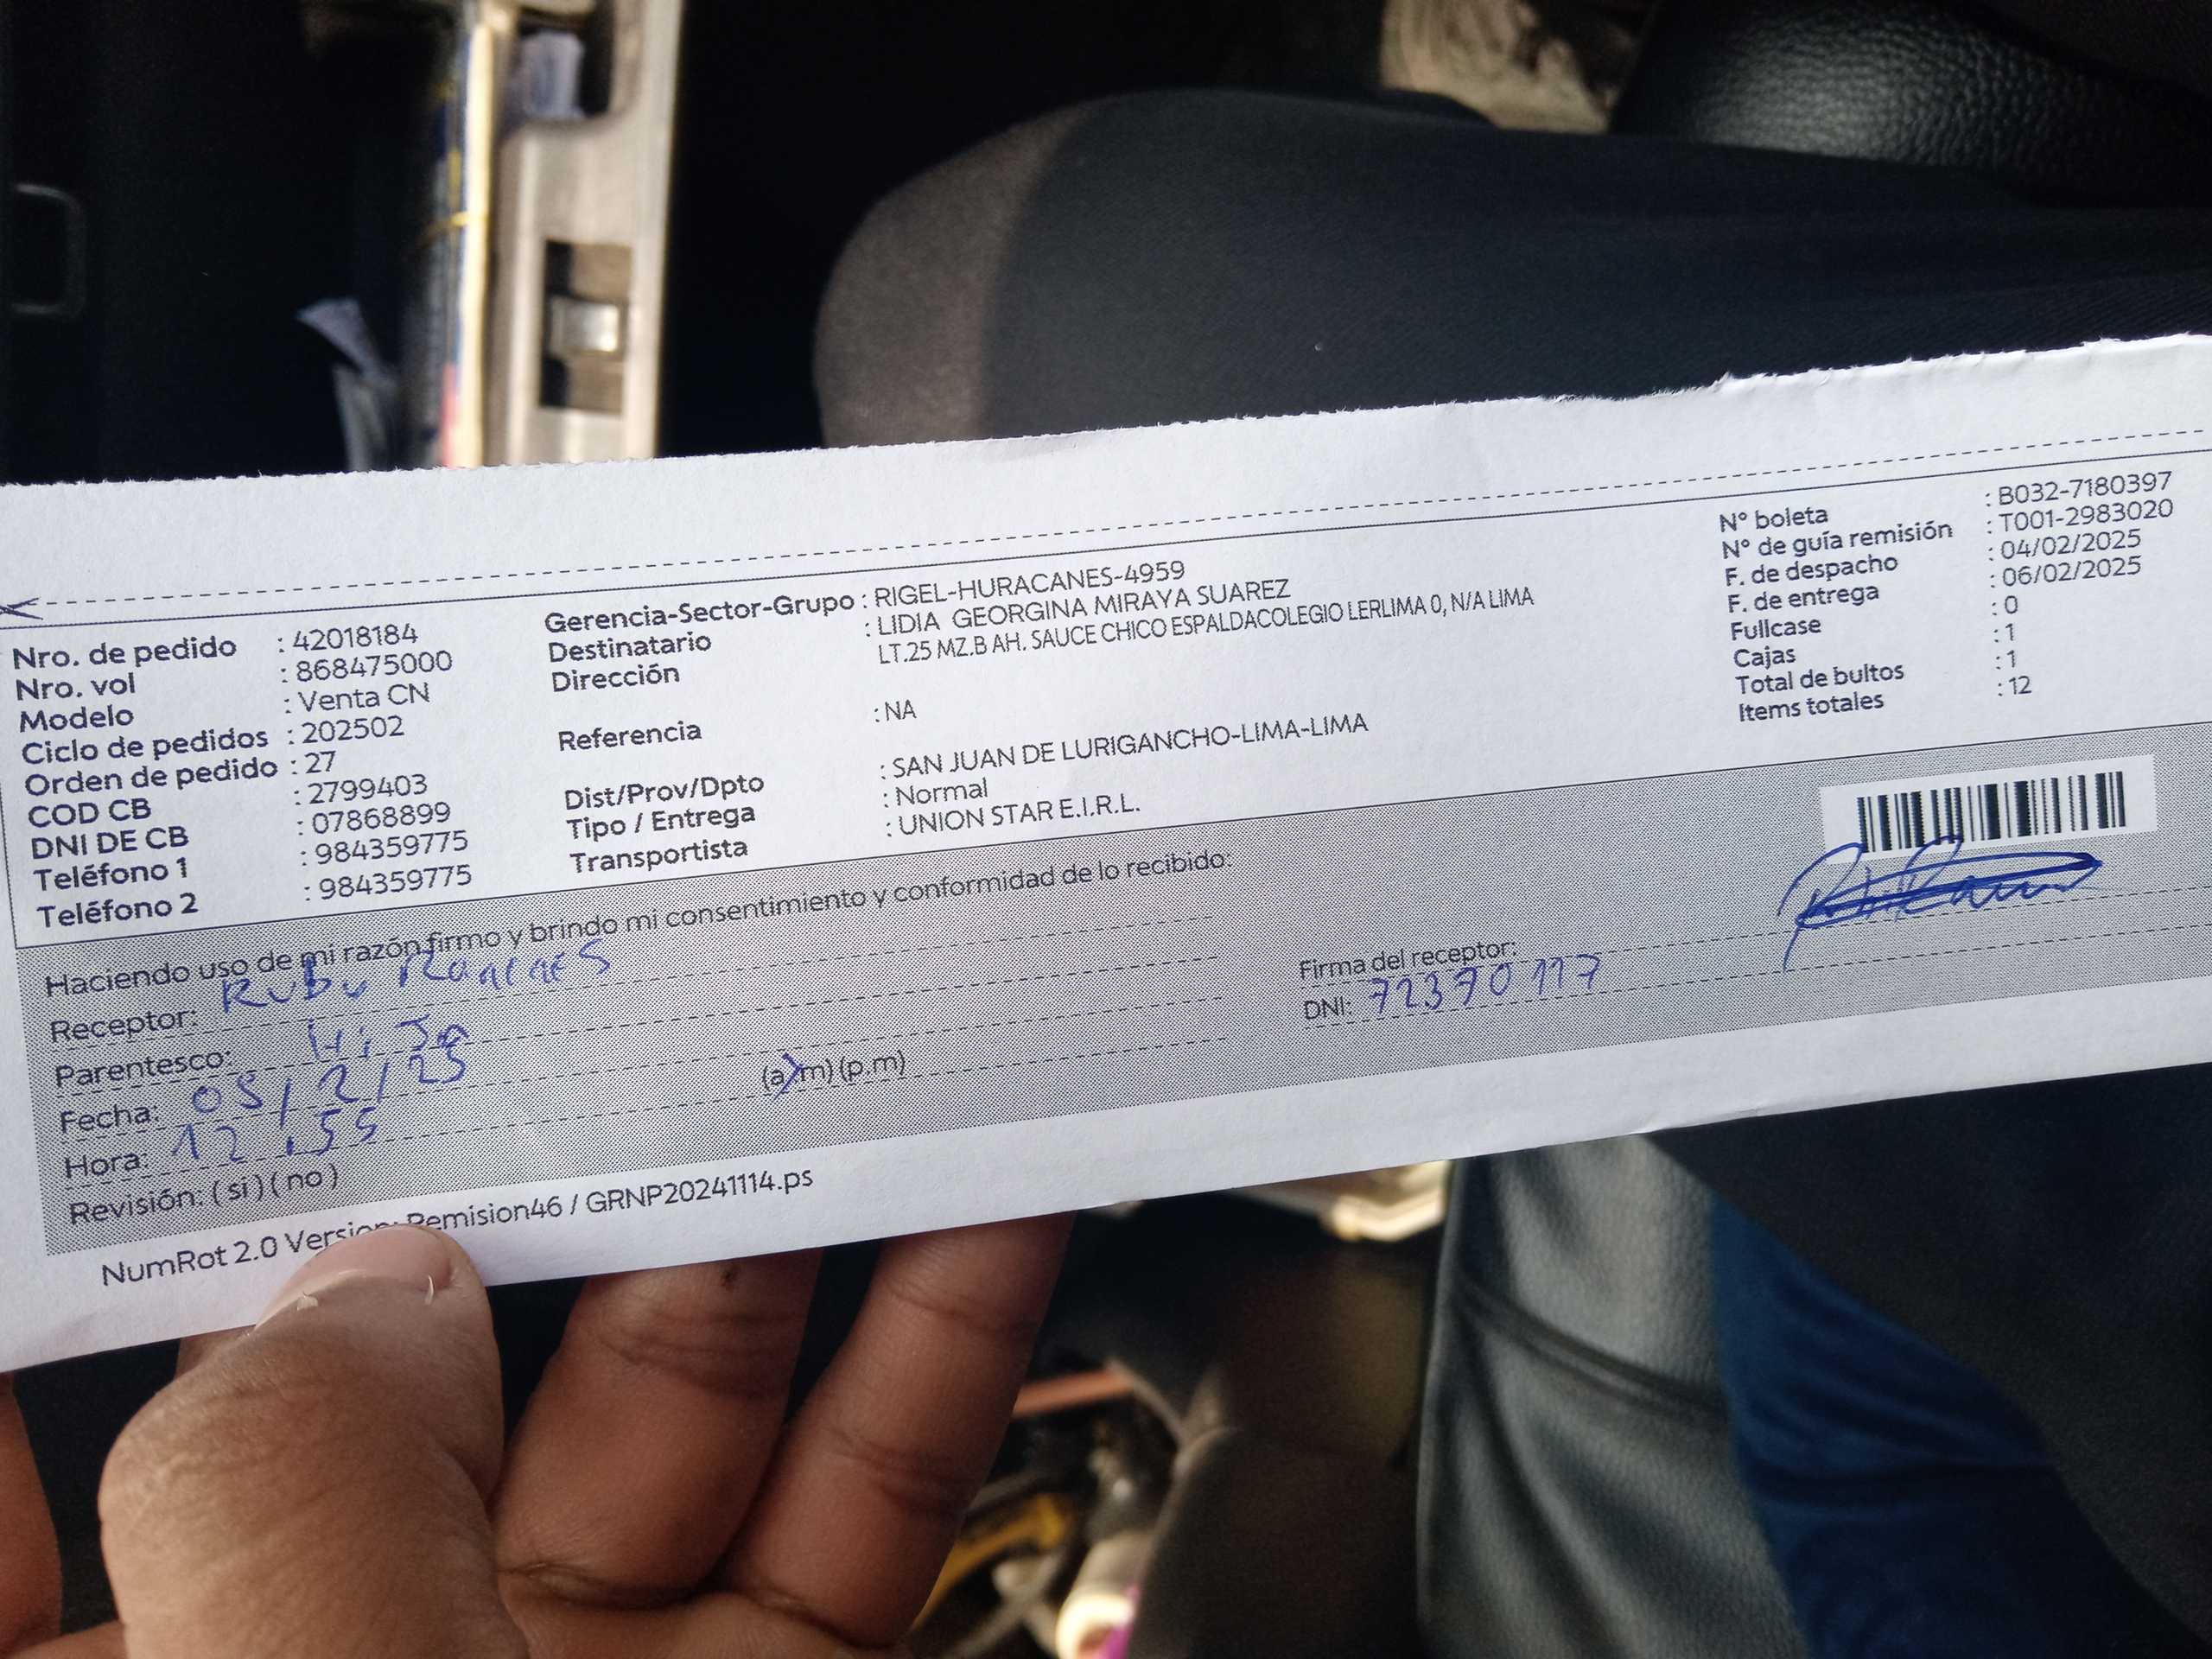 Nro. de pedido : 42018184
Nro. vol : 868475000
Modelo : Venta CN
Ciclo de pedidos : 202502
Orden de pedido : 27
COD CB : 2799403
DNI DE CB : 07868899
Teléfono 1 : 984359775
Teléfono 2 : 984359775
Gerencia-Sector-Grupo : RIGEL-HURACANES-4959
Destinatario : LIDIA GEORGINA MIRAYA SUAREZ
Dirección LT.25 MZ.B AH. SAUCE CHICO ESPALDACOLEGIO LERLIMA 0, N/A LIMA
Referencia : NA
Dist/Prov/Dpto : SAN JUAN DE LURIGANCHO-LIMA-LIMA
Tipo / Entrega : Normal
Transportista : UNION STAR E.I.R.L.
N° boleta : B032-7180397
N° de guía remisión : T001-2983020
F. de despacho : 04/02/2025
F. de entrega : 06/02/2025
Fullcase : 0
Cajas : 1
Total de bultos : 1
Items totales : 12
Haciendo uso de mi razón firmo y brindo mi consentimiento y conformidad de lo recibido:
Receptor:
Parentesco: Hija
Fecha: 05/2/25
Hora: 12:55 (a.m) (p.m)
Revisión: (si) (no)
Firma del receptor:
DNI: 72370117
NumRot 2.0 Version: Remision46 / GRNP20241114.ps